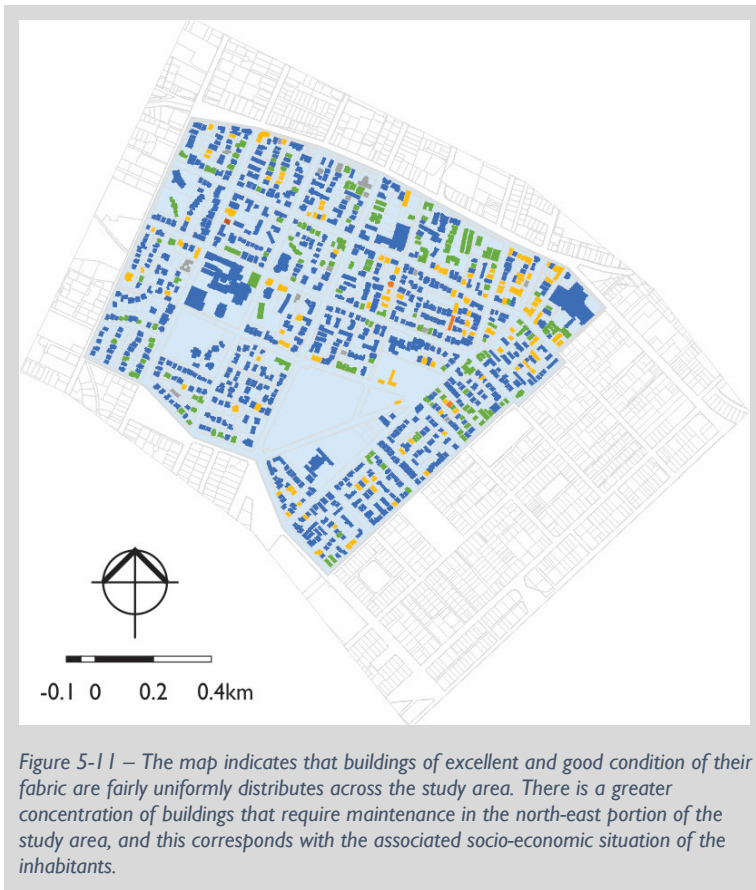 -0.1 0 0.2 0.4km
Figure 5-11 – The map indicates that buildings of excellent and good condition of their
fabric are fairly uniformly distributes across the study area. There is a greater
concentration of buildings that require maintenance in the north-east portion of the
study area, and this corresponds with the associated socio-economic situation of the
inhabitants.